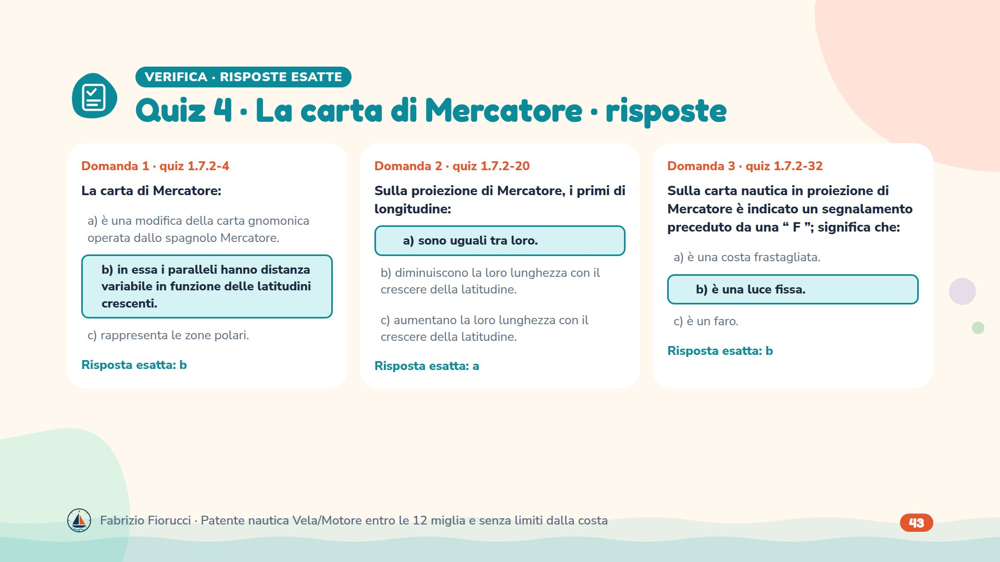 VERIFICA · RISPOSTE ESATTE
Quiz 4 · La carta di Mercatore · risposte
Domanda 1 · quiz 1.7.2-4
La carta di Mercatore:
a) è una modifica della carta gnomonica
operata dallo spagnolo Mercatore.
b) in essa i paralleli hanno distanza
variabile in funzione delle latitudini
crescenti.
c) rappresenta le zone polari.
Risposta esatta: b
Domanda 2 · quiz 1.7.2-20
Sulla proiezione di Mercatore, i primi di
longitudine:
a) sono uguali tra loro.
b) diminuiscono la loro lunghezza con il
crescere della latitudine.
c) aumentano la loro lunghezza con il
crescere della latitudine.
Risposta esatta: a
Domanda 3 · quiz 1.7.2-32
Sulla carta nautica in proiezione di
Mercatore è indicato un segnalamento
preceduto da una “ F ”; significa che:
a) è una costa frastagliata.
b) è una luce fissa.
c) è un faro.
Risposta esatta: b
Fabrizio Fiorucci · Patente nautica Vela/Motore entro le 12 miglia e senza limiti dalla costa
43